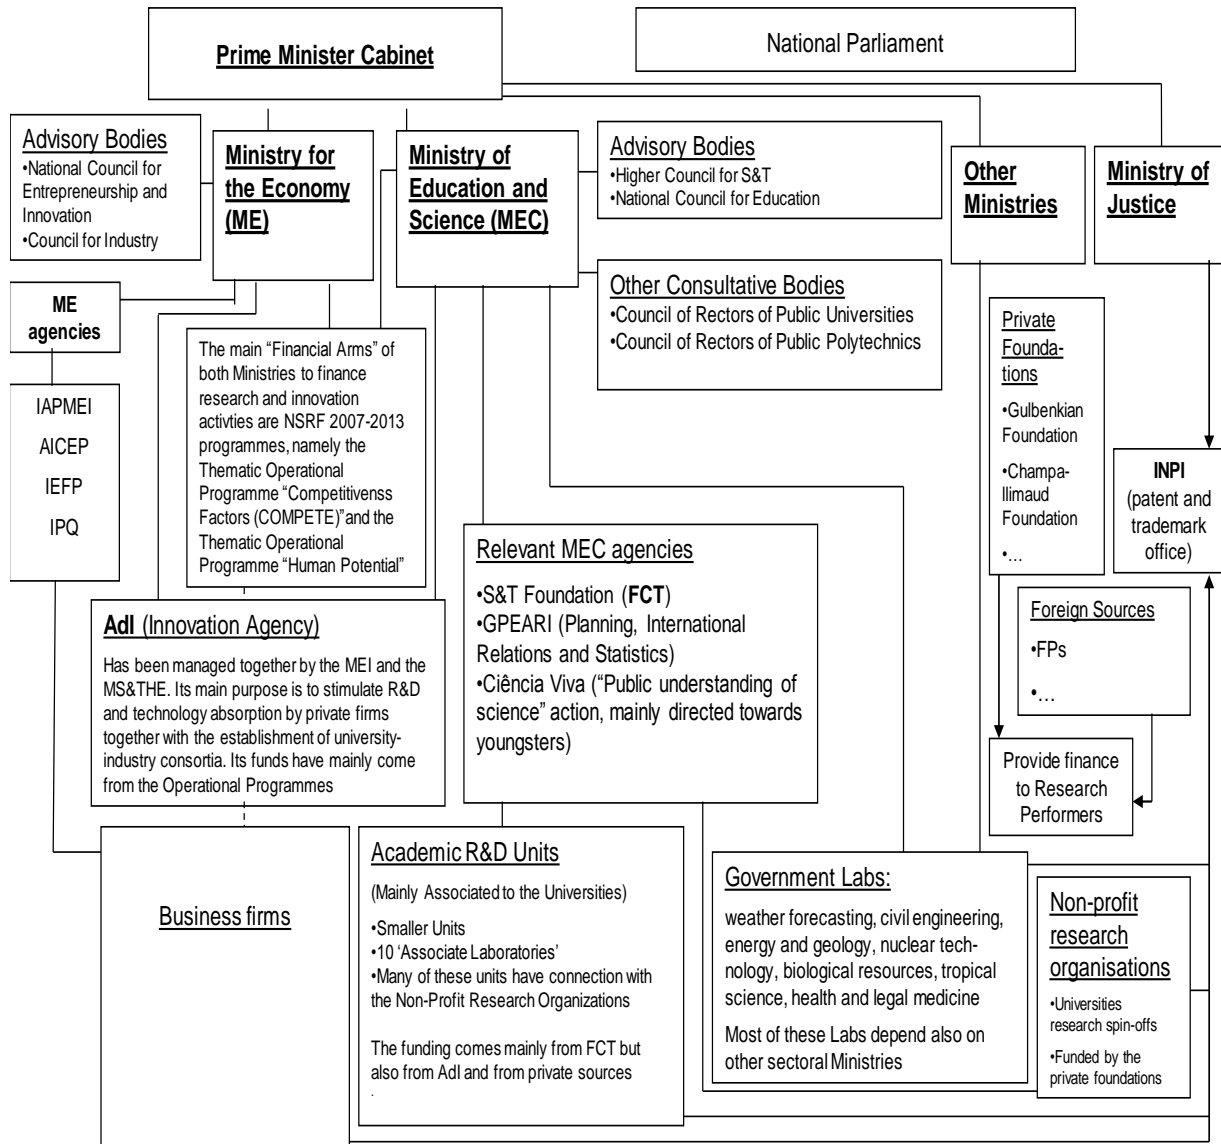 Prime Minister Cabinet
National Parliament
Advisory Bodies
•National Council for
Entrepreneurship and
Innovation
•Council for Industry
Ministry for
the Economy
(ME)
Ministry of
Education and
Science (MEC)
Advisory Bodies
•Higher Council for S&T
•National Council for Education
Other
Ministries
Ministry of
Justice
Other Consultative Bodies
•Council of Rectors of Public Universities
•Council of Rectors of Public Polytechnics
ME
agencies
IAPMEI
AICEP
IEFP
IPQ
The main “Financial Arms” of
both Ministries to finance
research and innovation
activties are NSRF 2007-2013
programmes, namely the
Thematic Operational
Programme “Competitivenss
Factors (COMPETE)”and the
Thematic Operational
Programme “Human Potential”
Private
Founda-
tions
•Gulbenkian
Foundation
•Champa-
llimaud
Foundation
•…
INPI
(patent and
trademark
office)
Relevant MEC agencies
•S&T Foundation (FCT)
•GPEARI (Planning, International
Relations and Statistics)
•Ciência Viva (“Public understanding of
science” action, mainly directed towards
youngsters)
Foreign Sources
•FPs
•…
AdI (Innovation Agency)
Has been managed together by the MEI and the
MS&THE. Its main purpose is to stimulate R&D
and technology absorption by private firms
together with the establishment of university-
industry consortia. Its funds have mainly come
from the Operational Programmes
Provide finance
to Research
Performers
Business firms
Academic R&D Units
(Mainly Associated to the Universities)
•Smaller Units
•10 ‘Associate Laboratories’
•Many of these units have connection with
the Non-Profit Research Organizations
The funding comes mainly from FCT but
also from AdI and from private sources
.
Government Labs:
weather forecasting, civil engineering,
energy and geology, nuclear tech-
nology, biological resources, tropical
science, health and legal medicine
Most of these Labs depend also on
other sectoral Ministries
Non-profit
research
organisations
•Universities
research spin-offs
•Funded by the
private foundations